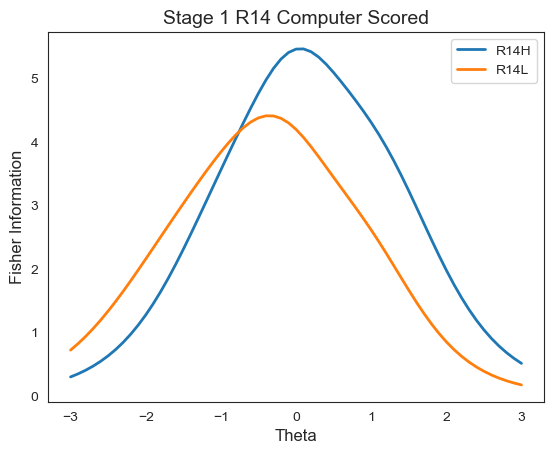 Stage 1 R14 Computer Scored
R14H
R14L
Fisher Information
5
4
3
2
1
0
−3 −2 −1 0 1 2 3
Theta